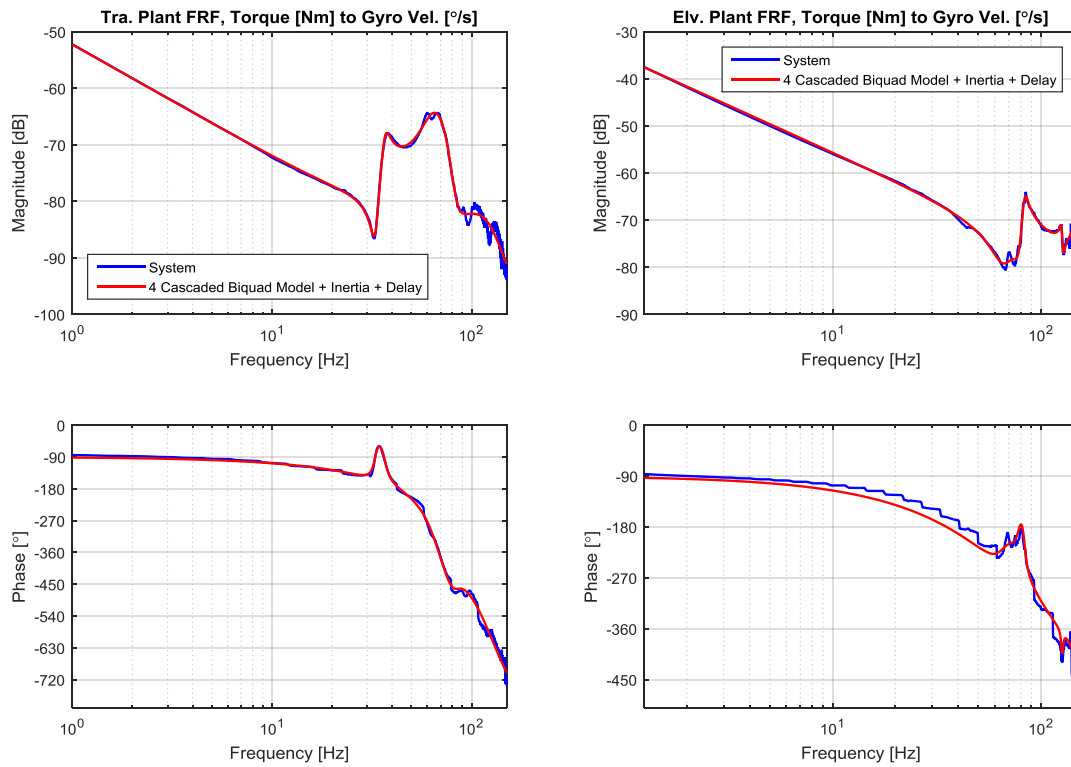 Tra. Plant FRF, Torque [Nm] to Gyro Vel. [°/s]
-50
-60
-70
-80
-90
-100
Magnitude [dB]
System
4 Cascaded Biquad Model + Inertia + Delay
10^0
10^1
10^2
Frequency [Hz]
Elv. Plant FRF, Torque [Nm] to Gyro Vel. [°/s]
-30
-40
-50
-60
-70
-80
-90
Magnitude [dB]
System
4 Cascaded Biquad Model + Inertia + Delay
10^1
10^2
Frequency [Hz]
0
-90
-180
-270
-360
-450
-540
-630
-720
Phase [°]
10^0
10^1
10^2
Frequency [Hz]
0
-90
-180
-270
-360
-450
Phase [°]
10^1
10^2
Frequency [Hz]